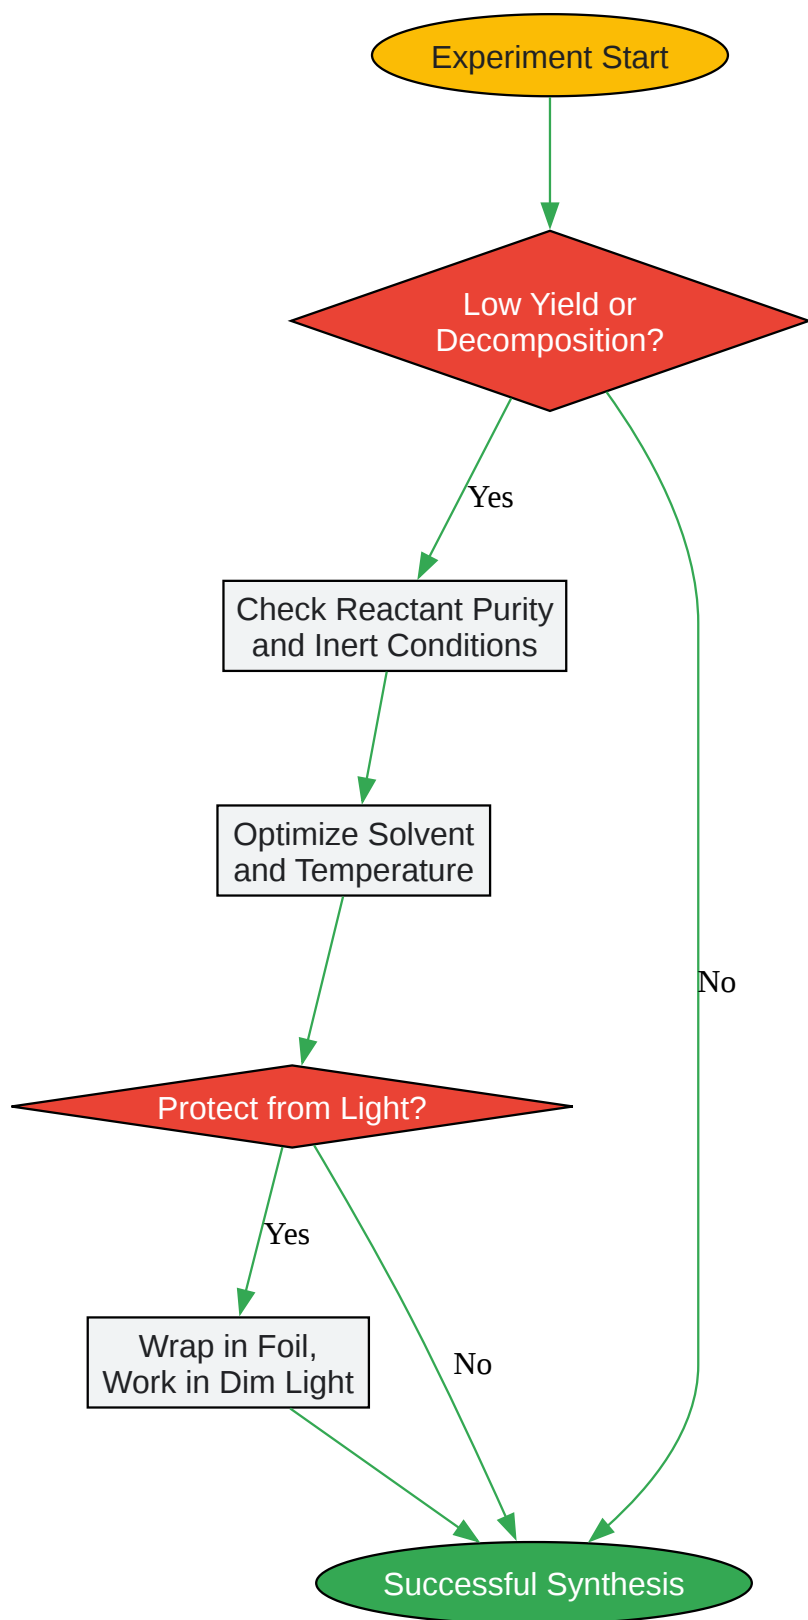 Experiment Start
Low Yield or
Decomposition?
Yes
Check Reactant Purity
and Inert Conditions
Optimize Solvent
and Temperature
No
Protect from Light?
Yes
Wrap in Foil,
Work in Dim Light
No
Successful Synthesis